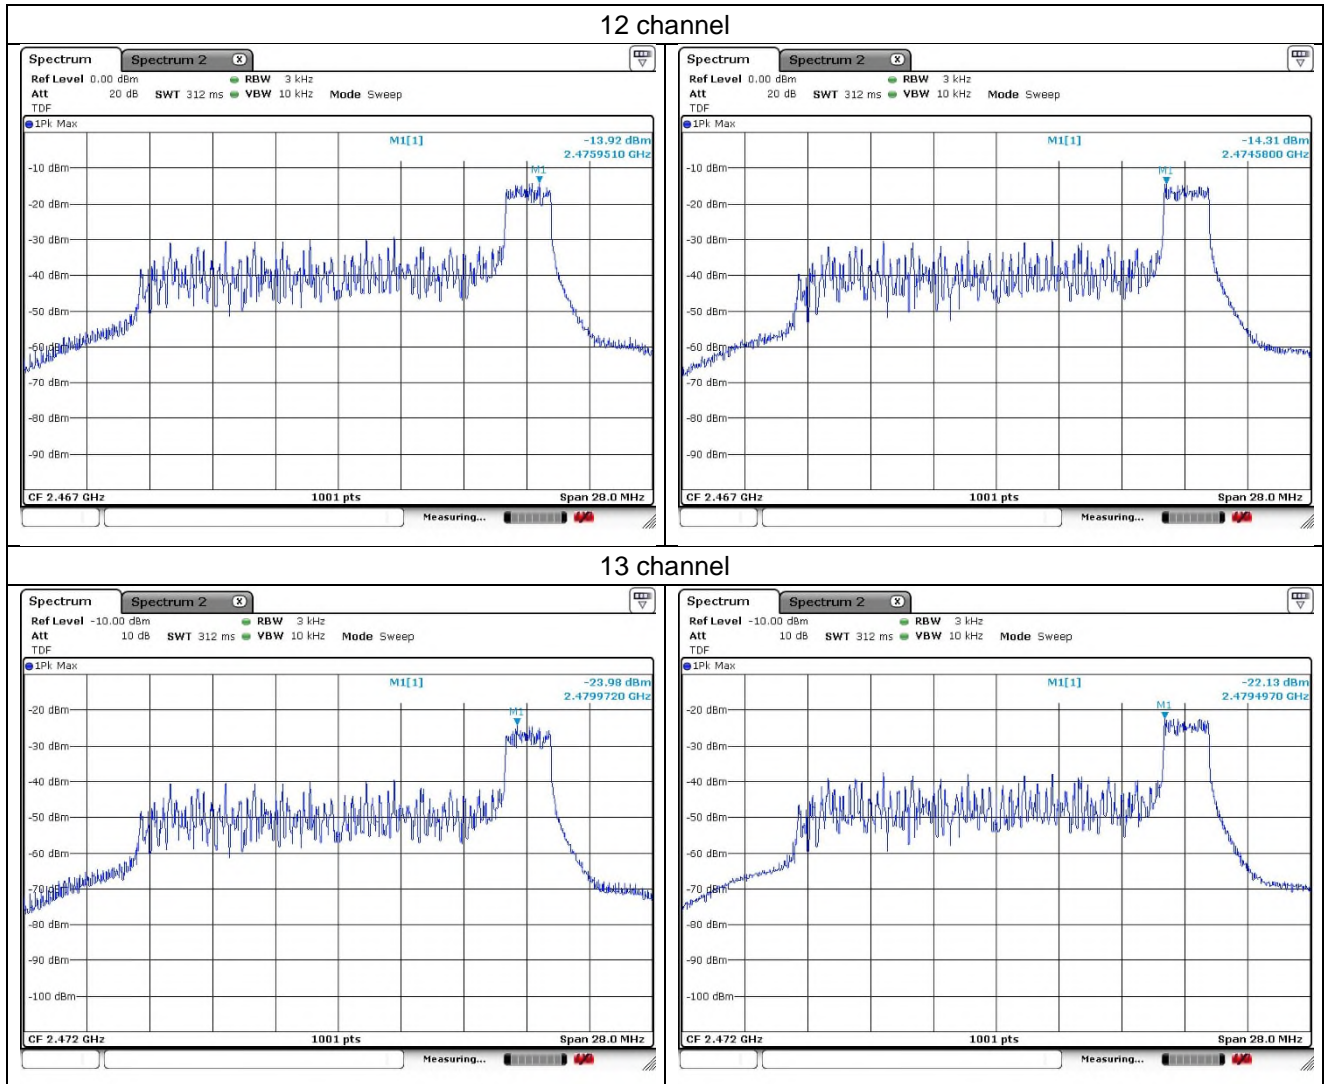 12 channel
Spectrum Spectrum 2 X
Ref Level 0.00 dBm RBW 3 kHz
Att 20 dB SWT 312 ms VBW 10 kHz Mode Sweep
TDF
1Pk Max
M1[1] -13.92 dBm
2.4759510 GHz
M1
-10 dBm
-20 dBm
-30 dBm
-40 dBm
-50 dBm
-60 dBm
-70 dBm
-80 dBm
-90 dBm
CF 2.467 GHz 1001 pts Span 28.0 MHz
Measuring...
Spectrum Spectrum 2 X
Ref Level 0.00 dBm RBW 3 kHz
Att 20 dB SWT 312 ms VBW 10 kHz Mode Sweep
TDF
1Pk Max
M1[1] -14.31 dBm
2.4745800 GHz
M1
-10 dBm
-20 dBm
-30 dBm
-40 dBm
-50 dBm
-60 dBm
-70 dBm
-80 dBm
-90 dBm
CF 2.467 GHz 1001 pts Span 28.0 MHz
Measuring...
13 channel
Spectrum Spectrum 2 X
Ref Level -10.00 dBm RBW 3 kHz
Att 10 dB SWT 312 ms VBW 10 kHz Mode Sweep
TDF
1Pk Max
M1[1] -23.98 dBm
2.4799720 GHz
M1
-20 dBm
-30 dBm
-40 dBm
-50 dBm
-60 dBm
-70 dBm
-80 dBm
-90 dBm
-100 dBm
CF 2.472 GHz 1001 pts Span 28.0 MHz
Measuring...
Spectrum Spectrum 2 X
Ref Level -10.00 dBm RBW 3 kHz
Att 10 dB SWT 312 ms VBW 10 kHz Mode Sweep
TDF
1Pk Max
M1[1] -22.13 dBm
2.4794970 GHz
M1
-20 dBm
-30 dBm
-40 dBm
-50 dBm
-60 dBm
-70 dBm
-80 dBm
-90 dBm
-100 dBm
CF 2.472 GHz 1001 pts Span 28.0 MHz
Measuring...